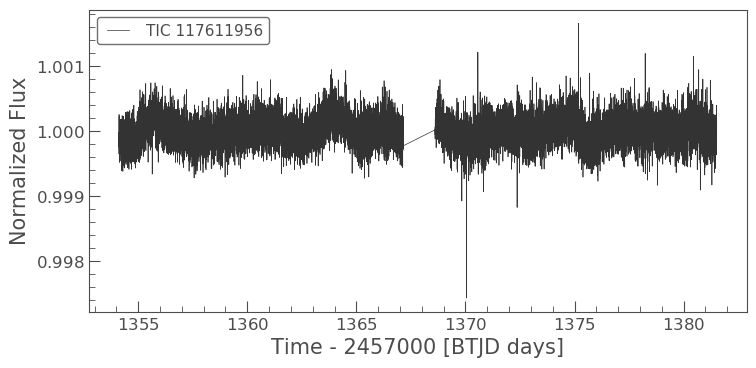 TIC 117611956
1.001
1.000
0.999
0.998
Normalized Flux
1355 1360 1365 1370 1375 1380
Time - 2457000 [BTJD days]